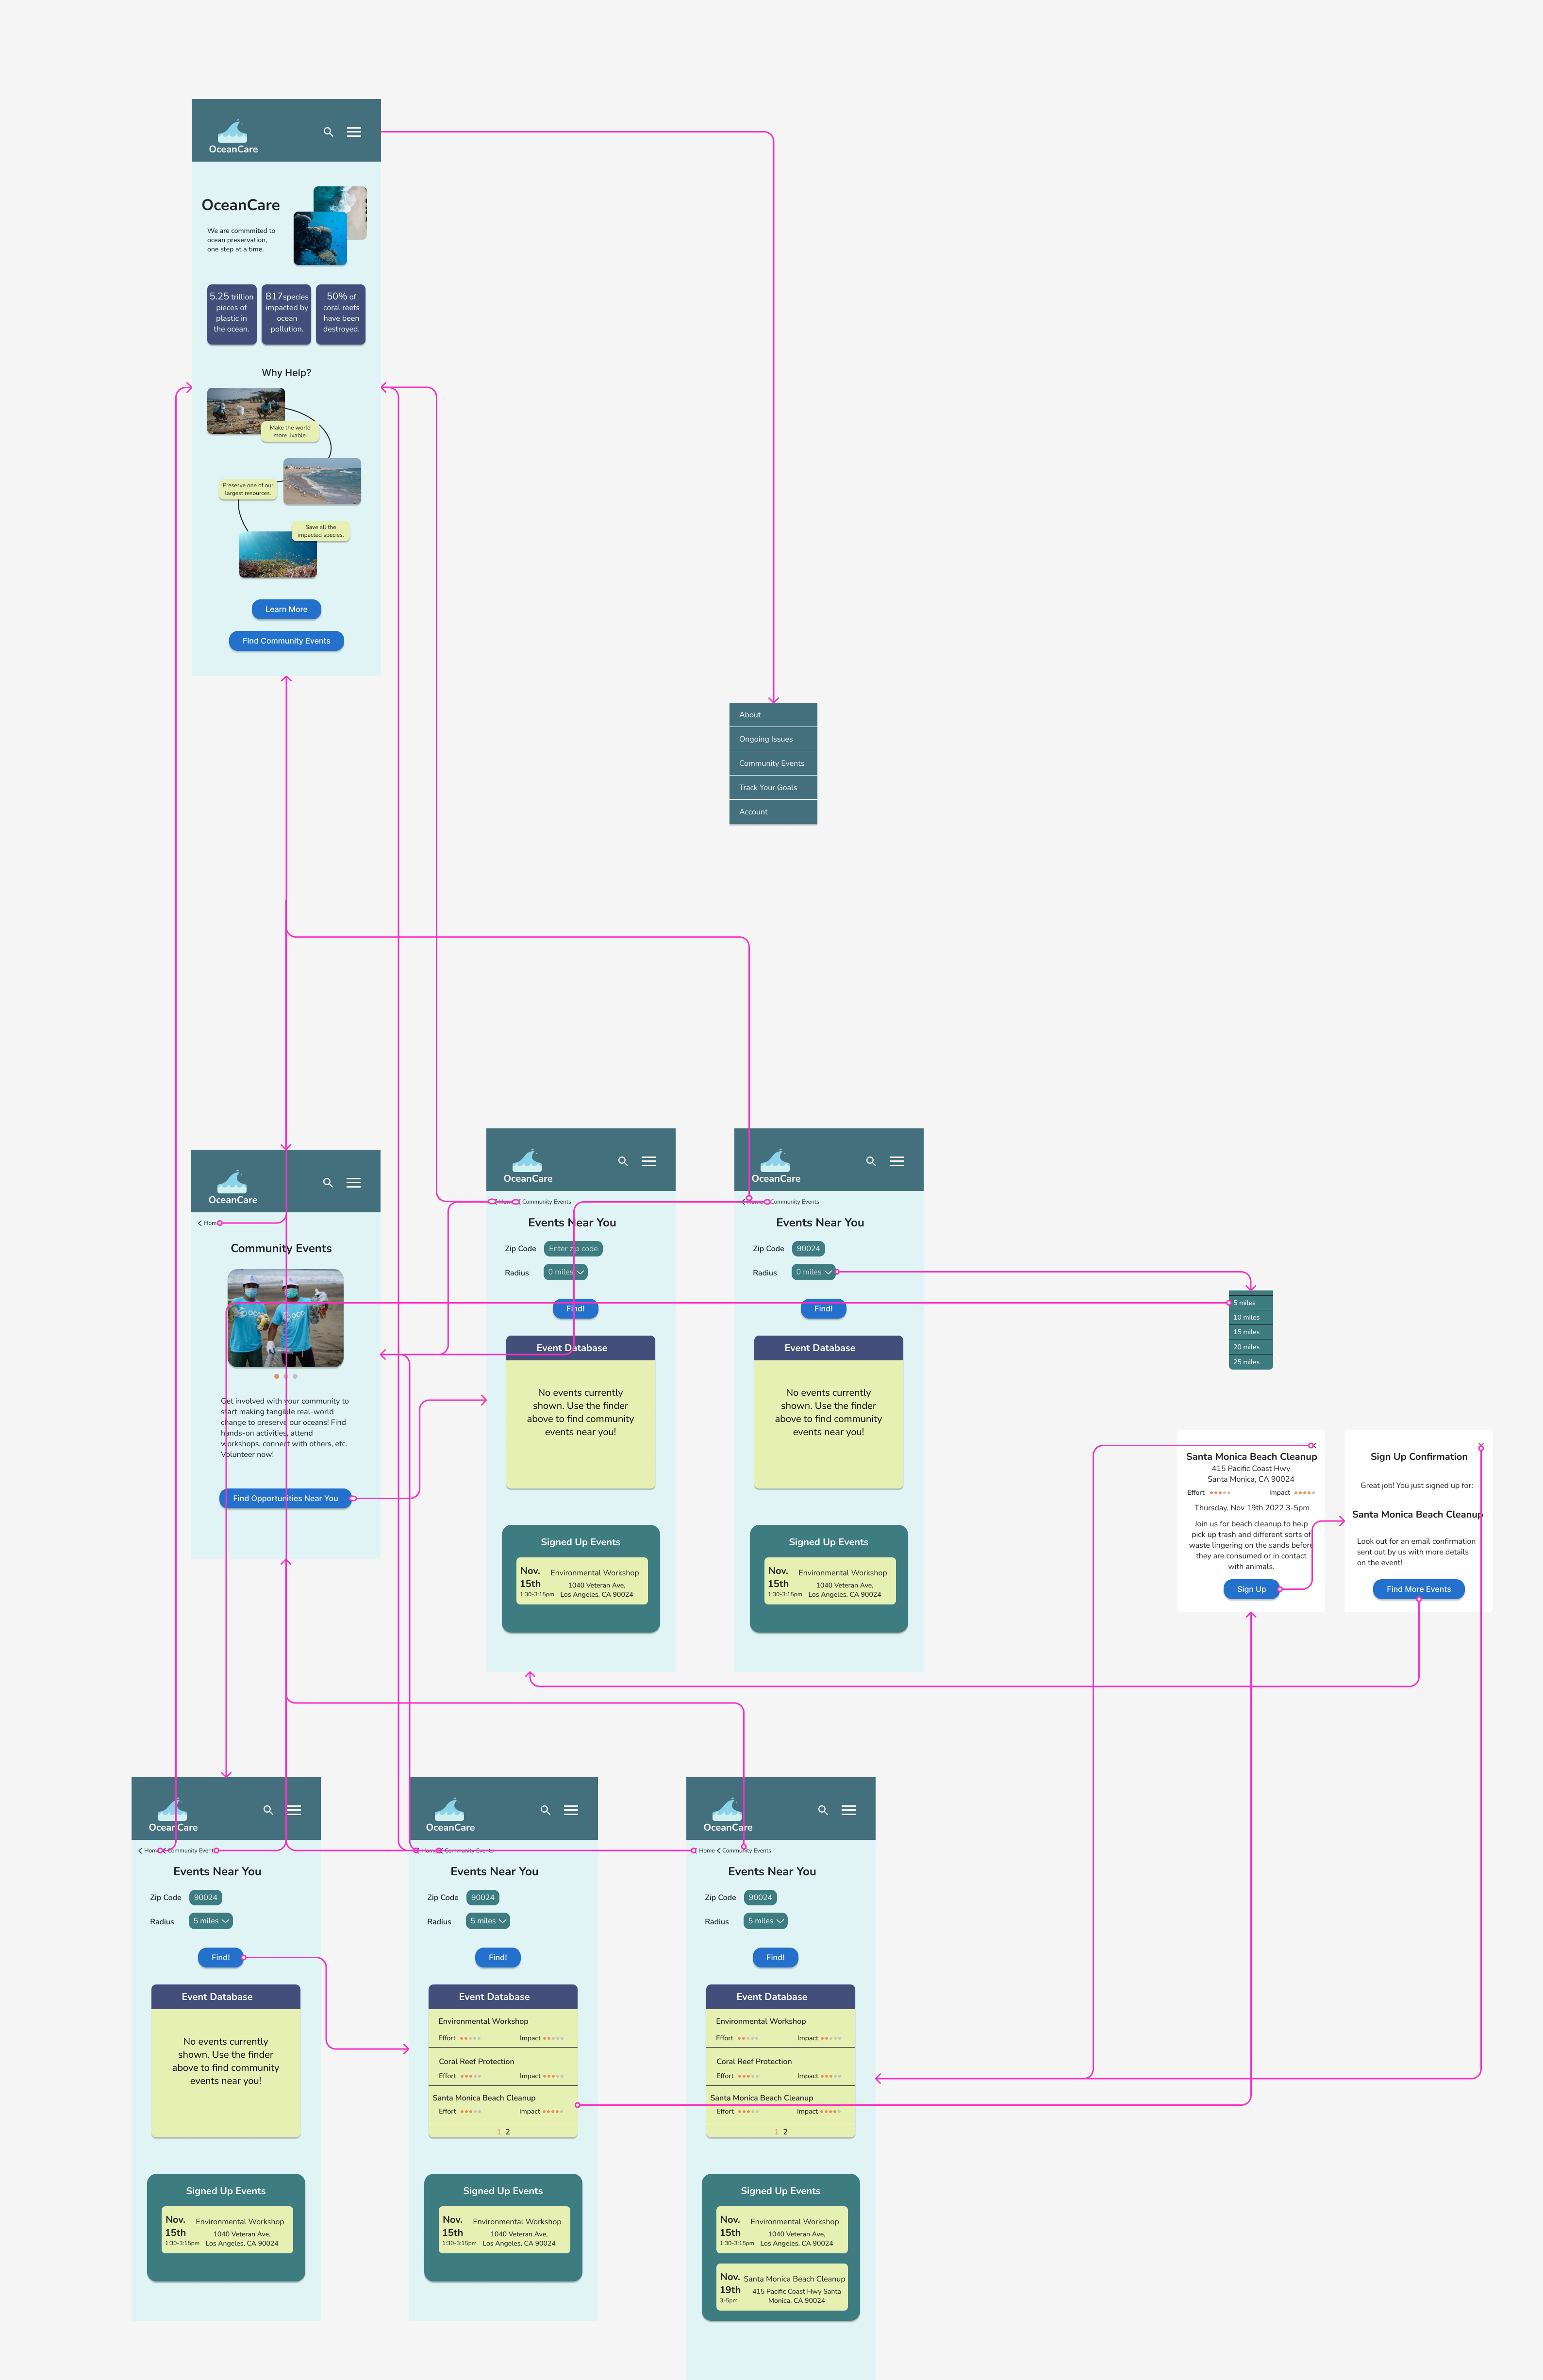 OceanCare
OceanCare
We are commmited to
ocean preservation,
one step at a time.
5.25 trillion
pieces of
plastic in
the ocean.
817 species
impacted by
ocean
pollution.
50% of
coral reefs
have been
destroyed.
Why Help?
Make the world
more livable.
Preserve one of our
largest resources.
Save all the
impacted species.
Learn More
Find Community Events
About
Ongoing Issues
Community Events
Track Your Goals
Account
OceanCare
Home
Community Events
Get involved with your community to
start making tangible real-world
change to preserve our oceans! Find
hands-on activities, attend
workshops, connect with others, etc.
Volunteer now!
Find Opportunities Near You
OceanCare
Home Community Events
Events Near You
Zip Code Enter zip code
Radius 0 miles
Find!
Event Database
No events currently
shown. Use the finder
above to find community
events near you!
Signed Up Events
Nov.
15th
1:30-3:15pm
Environmental Workshop
1040 Veteran Ave,
Los Angeles, CA 90024
OceanCare
Home Community Events
Events Near You
Zip Code 90024
Radius 0 miles
Find!
Event Database
No events currently
shown. Use the finder
above to find community
events near you!
Signed Up Events
Nov.
15th
1:30-3:15pm
Environmental Workshop
1040 Veteran Ave,
Los Angeles, CA 90024
5 miles
10 miles
15 miles
20 miles
25 miles
Santa Monica Beach Cleanup
415 Pacific Coast Hwy
Santa Monica, CA 90024
Effort Impact
Thursday, Nov 19th 2022 3-5pm
Join us for beach cleanup to help
pick up trash and different sorts of
waste lingering on the sands before
they are consumed or in contact
with animals.
Sign Up
Sign Up Confirmation
Great job! You just signed up for:
Santa Monica Beach Cleanup
Look out for an email confirmation
sent out by us with more details
on the event!
Find More Events
OceanCare
Home Community Events
Events Near You
Zip Code 90024
Radius 5 miles
Find!
Event Database
No events currently
shown. Use the finder
above to find community
events near you!
Signed Up Events
Nov.
15th
1:30-3:15pm
Environmental Workshop
1040 Veteran Ave,
Los Angeles, CA 90024
OceanCare
Home Community Events
Events Near You
Zip Code 90024
Radius 5 miles
Find!
Event Database
Environmental Workshop
Effort Impact
Coral Reef Protection
Effort Impact
Santa Monica Beach Cleanup
Effort Impact
1 2
Signed Up Events
Nov.
15th
1:30-3:15pm
Environmental Workshop
1040 Veteran Ave,
Los Angeles, CA 90024
OceanCare
Home Community Events
Events Near You
Zip Code 90024
Radius 5 miles
Find!
Event Database
Environmental Workshop
Effort Impact
Coral Reef Protection
Effort Impact
Santa Monica Beach Cleanup
Effort Impact
1 2
Signed Up Events
Nov.
15th
1:30-3:15pm
Environmental Workshop
1040 Veteran Ave,
Los Angeles, CA 90024
Nov.
19th
3-5pm
Santa Monica Beach Cleanup
415 Pacific Coast Hwy Santa
Monica, CA 90024